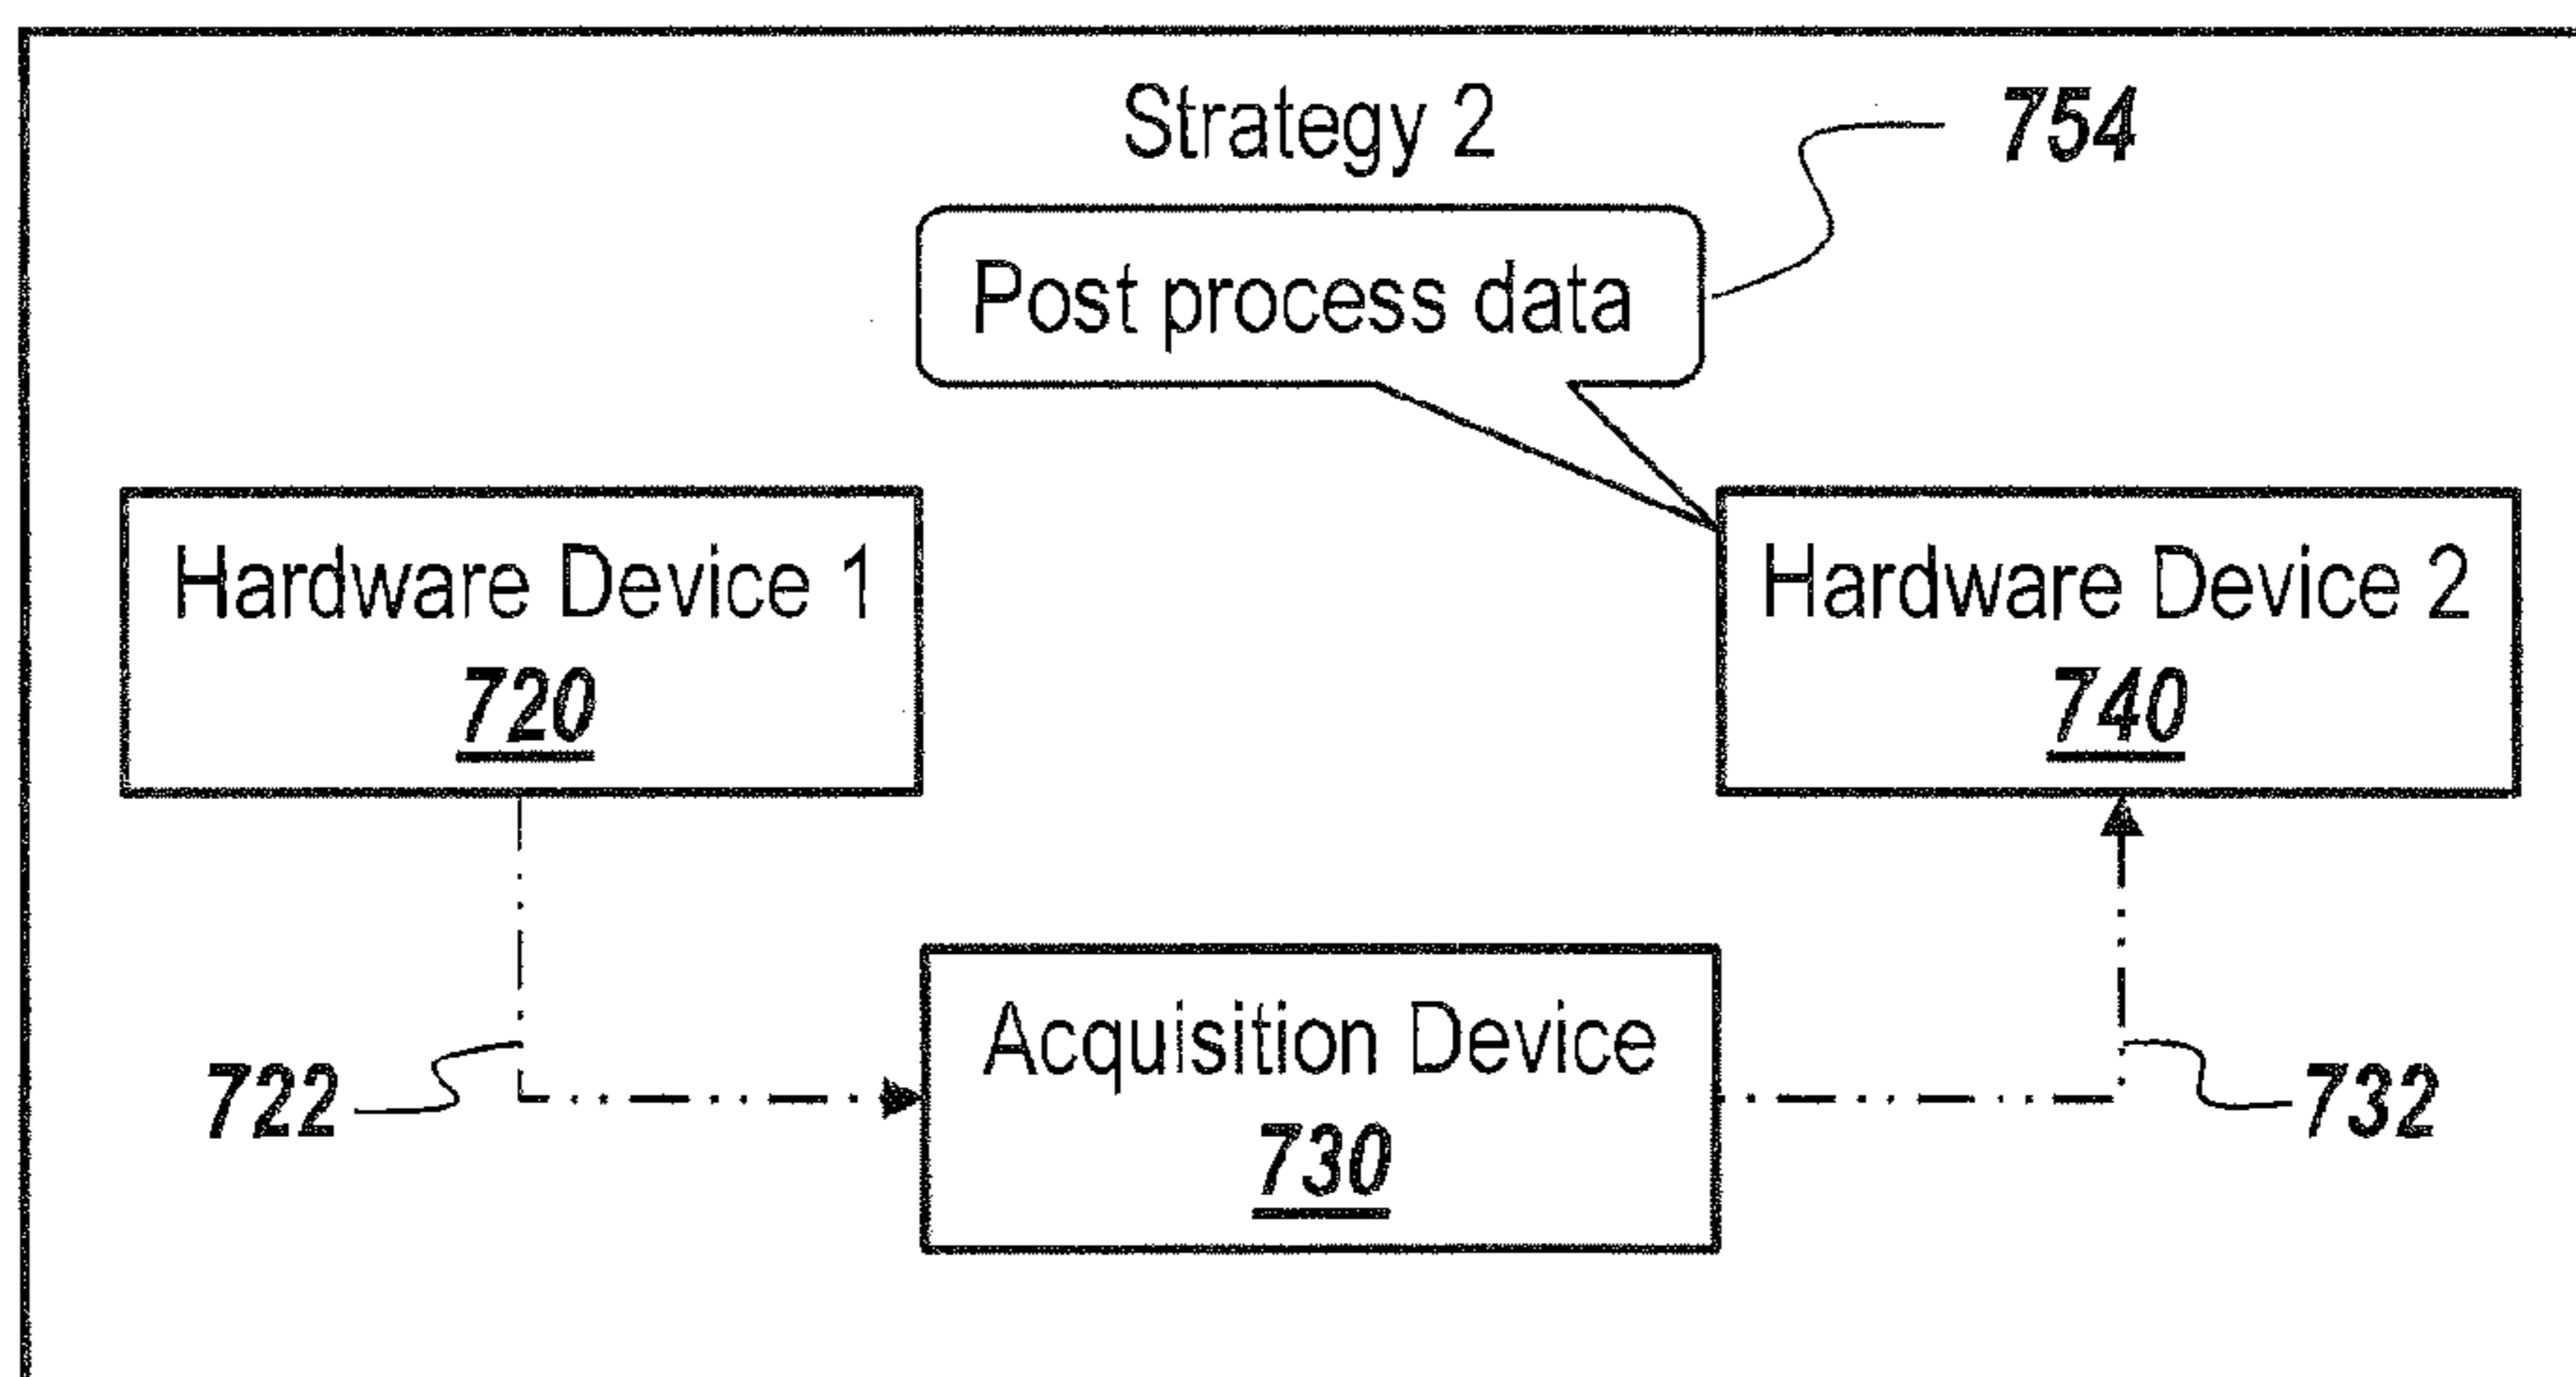 Strategy 2
754
Post process data
Hardware Device 1
720
Hardware Device 2
740
722
Acquisition Device
730
732